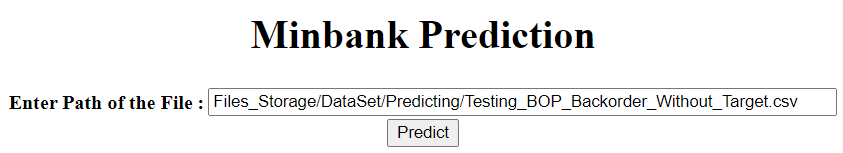 Minbank Prediction
Enter Path of the File : Files_Storage/DataSet/Predicting/Testing_BOP_Backorder_Without_Target.csv
Predict